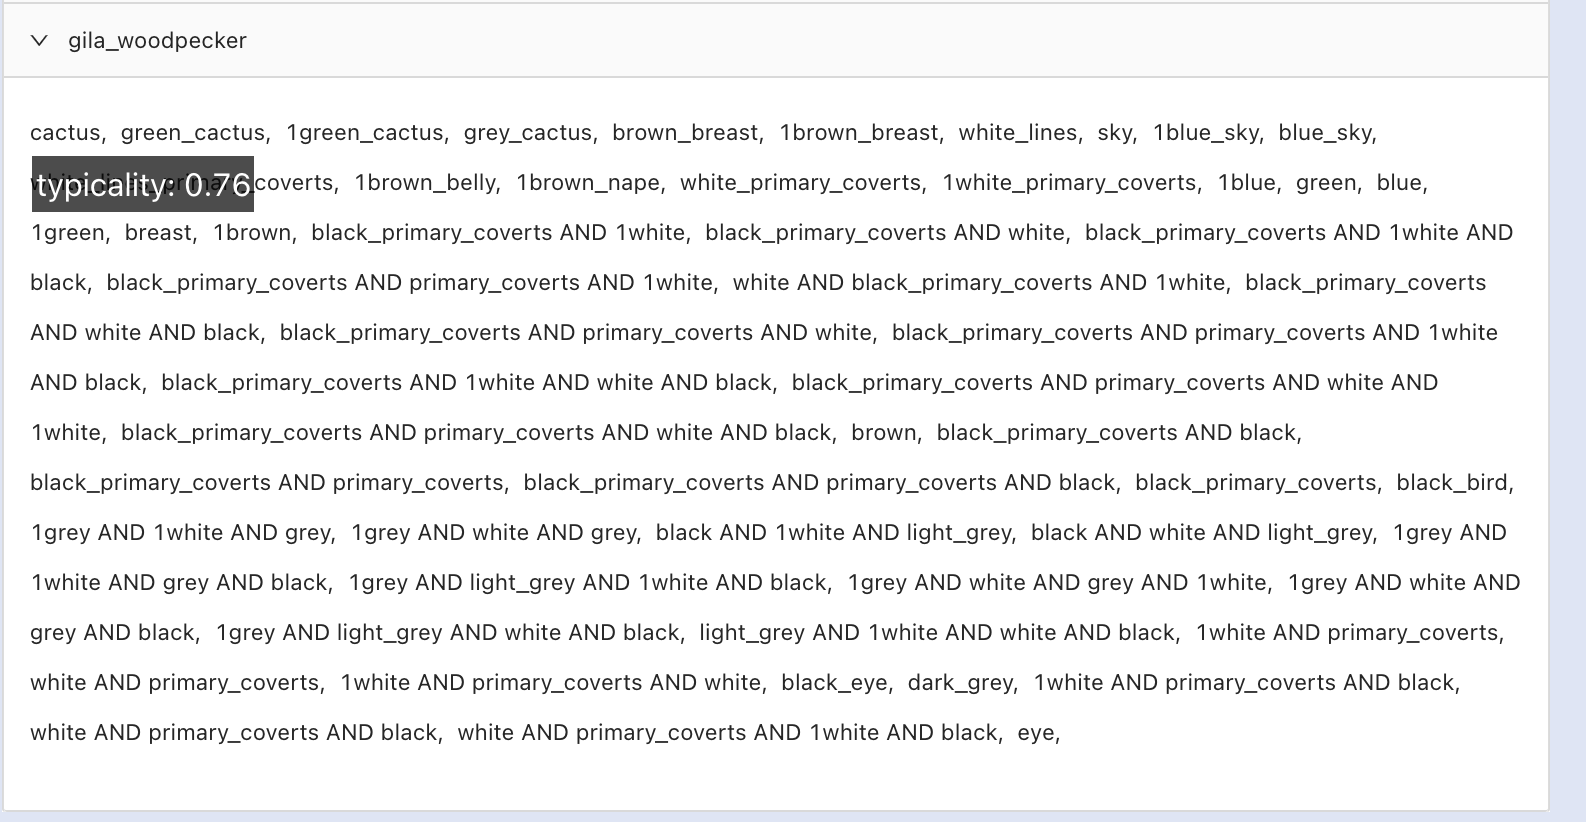 gila_woodpecker
cactus, green_cactus, 1green_cactus, grey_cactus, brown_breast, 1brown_breast, white_lines, sky, 1blue_sky, blue_sky,
typicality: 0.76
coverts, 1brown_belly, 1brown_nape, white_primary_coverts, 1white_primary_coverts, 1blue, green, blue,
1green, breast, 1brown, black_primary_coverts AND 1white, black_primary_coverts AND white, black_primary_coverts AND 1white AND
black, black_primary_coverts AND primary_coverts AND 1white, white AND black_primary_coverts AND 1white, black_primary_coverts
AND white AND black, black_primary_coverts AND primary_coverts AND white, black_primary_coverts AND primary_coverts AND 1white
AND black, black_primary_coverts AND 1white AND white AND black, black_primary_coverts AND primary_coverts AND white AND
1white, black_primary_coverts AND primary_coverts AND white AND black, brown, black_primary_coverts AND black,
black_primary_coverts AND primary_coverts, black_primary_coverts AND primary_coverts AND black, black_primary_coverts, black_bird,
1grey AND 1white AND grey, 1grey AND white AND grey, black AND 1white AND light_grey, black AND white AND light_grey, 1grey AND
1white AND grey AND black, 1grey AND light_grey AND 1white AND black, 1grey AND white AND grey AND 1white, 1grey AND white AND
grey AND black, 1grey AND light_grey AND white AND black, light_grey AND 1white AND white AND black, 1white AND primary_coverts,
white AND primary_coverts, 1white AND primary_coverts AND white, black_eye, dark_grey, 1white AND primary_coverts AND black,
white AND primary_coverts AND black, white AND primary_coverts AND 1white AND black, eye,